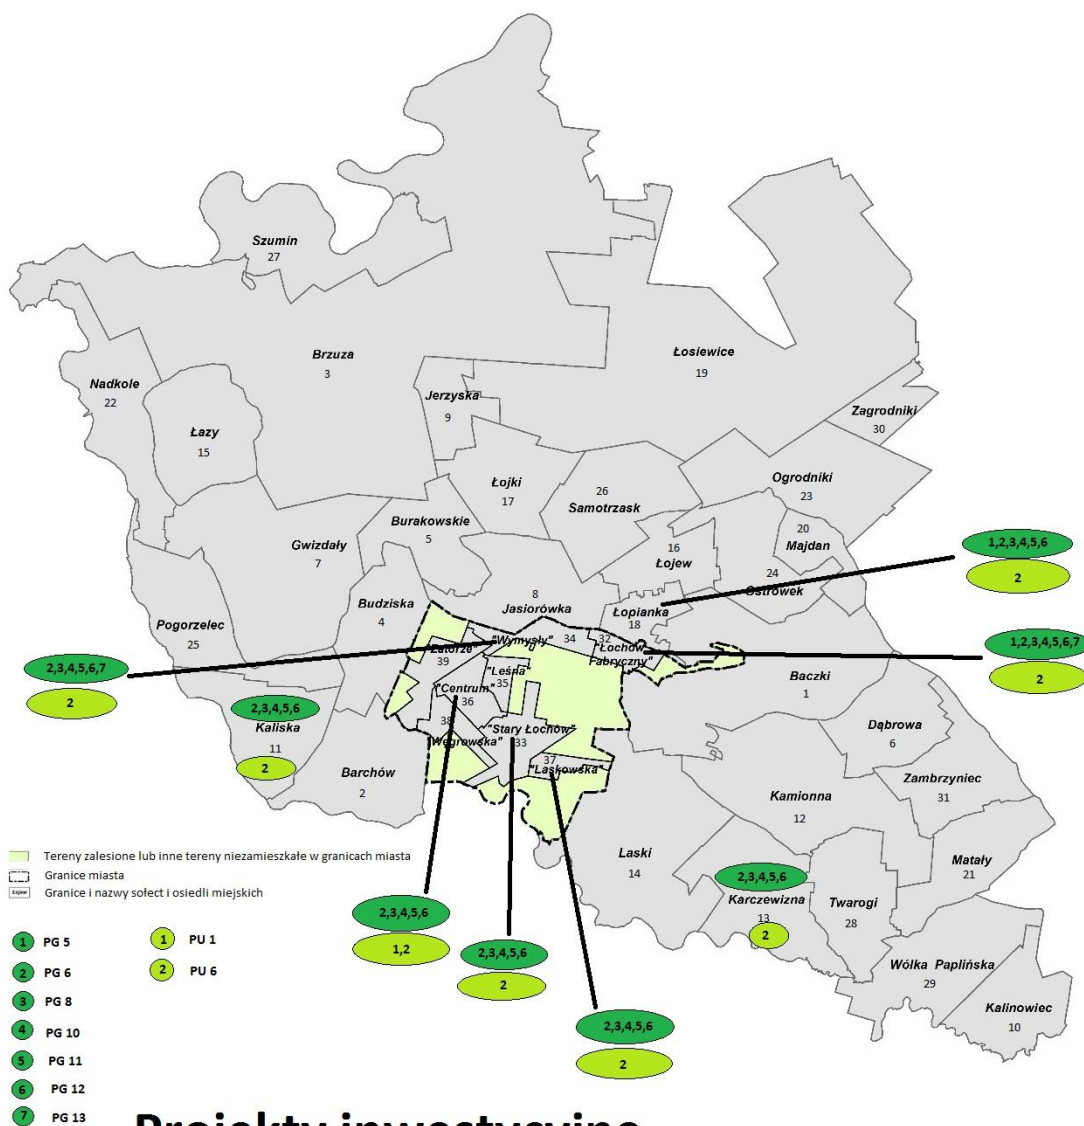 Szumin
27
Brzuza
3
Łosiewice
19
Nadkole
22
Jerzyska
9
Zagrodniki
30
Łazy
15
Łojki
17
26
Samotrzask
Ogrodniki
23
Burakowskie
5
20
Majdan
Gwizdały
7
16
Łojew
1,2,3,4,5,6
2
24
Ostrówek
8
Jasiorówka
Budziska
4
Łopianka
18
Pogorzelec
25
"Wymysły"
34
32
"Łochów
Fabryczny"
1,2,3,4,5,6,7
2
Zatorze"
39
2,3,4,5,6,7
2
"Leśna"
35
Baczki
1
"Centrum"
36
2,3,4,5,6
Kaliska
11
2
38
"Węgrowska"
"Stary Łochów"
33
Dąbrowa
6
37
"Laskowska"
Barchów
2
Zambrzyniec
31
Kamionna
12
Tereny zalesione lub inne tereny niezamieszkałe w granicach miasta
Granice miasta
Łojew
Granice i nazwy sołect i osiedli miejskich
Laski
14
Matały
21
2,3,4,5,6
Karczewizna
13
2
Twarogi
28
2,3,4,5,6
1,2
2,3,4,5,6
2
Wólka Paplińska
29
Kalinowiec
10
2,3,4,5,6
2
1 PG 5
2 PG 6
3 PG 8
4 PG 10
5 PG 11
6 PG 12
7 PG 13
1 PU 1
2 PU 6
Projekty inwestycyjne